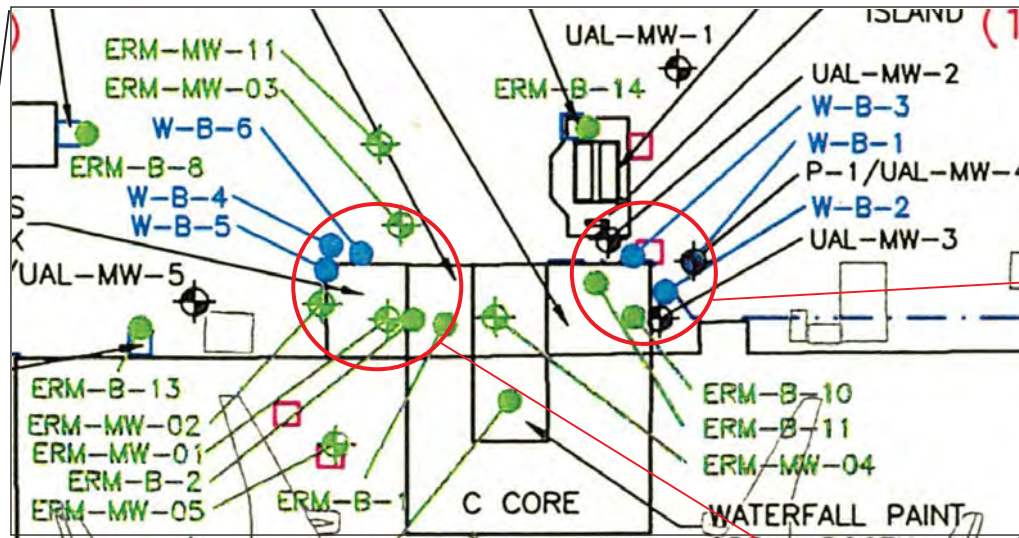 ISLAND
(1
)
ERM-MW-11
UAL-MW-1
ERM-MW-03
ERM-B-14
UAL-MW-2
W-B-3
W-B-6
W-B-1
ERM-B-8
P-1/UAL-MW-4
W-B-4
W-B-2
S
W-B-5
X
UAL-MW-3
/UAL-MW-5
ERM-B-13
ERM-B-10
ERM-MW-02
ERM-B-11
ERM-MW-01
ERM-MW-04
ERM-B-2
ERM-B-1
C CORE
ERM-MW-05
WATERFALL PAINT